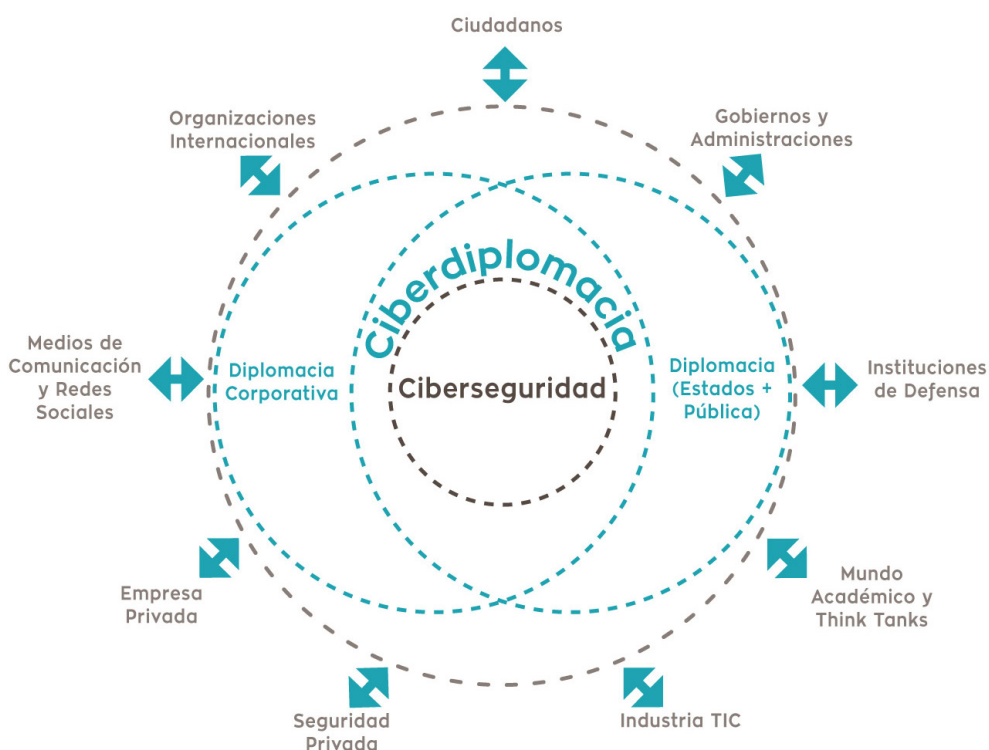 Ciudadanos
Organizaciones
Internacionales
Gobiernos y
Administraciones
Ciberdiplomacia
Medios de
Comunicación
y Redes
Sociales
Diplomacia
Corporativa
Ciberseguridad
Diplomacia
(Estados +
Pública)
Instituciones
de Defensa
Empresa
Privada
Mundo
Académico y
Think Tanks
Seguridad
Privada
Industria TIC